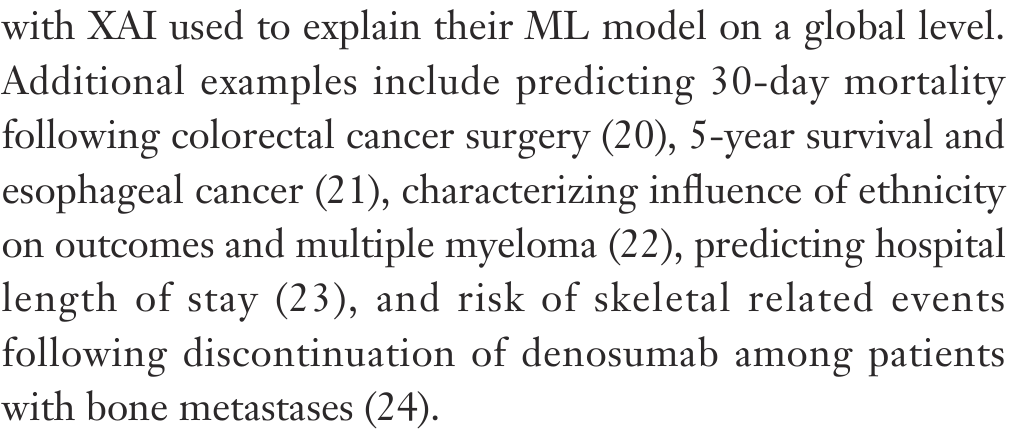 with XAI used to explain their ML model on a global level.
Additional examples include predicting 30-day mortality
following colorectal cancer surgery (20), 5-year survival and
esophageal cancer (21), characterizing influence of ethnicity
on outcomes and multiple myeloma (22), predicting hospital
length of stay (23), and risk of skeletal related events
following discontinuation of denosumab among patients
with bone metastases (24).